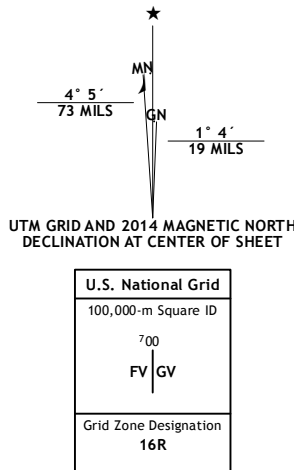 ★
MN
4° 5´
73 MILS
GN
1° 4´
19 MILS
UTM GRID AND 2014 MAGNETIC NORTH
DECLINATION AT CENTER OF SHEET
U.S. National Grid
100,000-m Square ID
⁷00
FV GV
Grid Zone Designation
16R